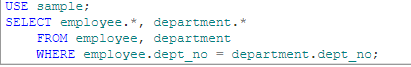 USE sample;
SELECT employee.*, department.*
FROM employee, department
WHERE employee.dept_no = department.dept_no;